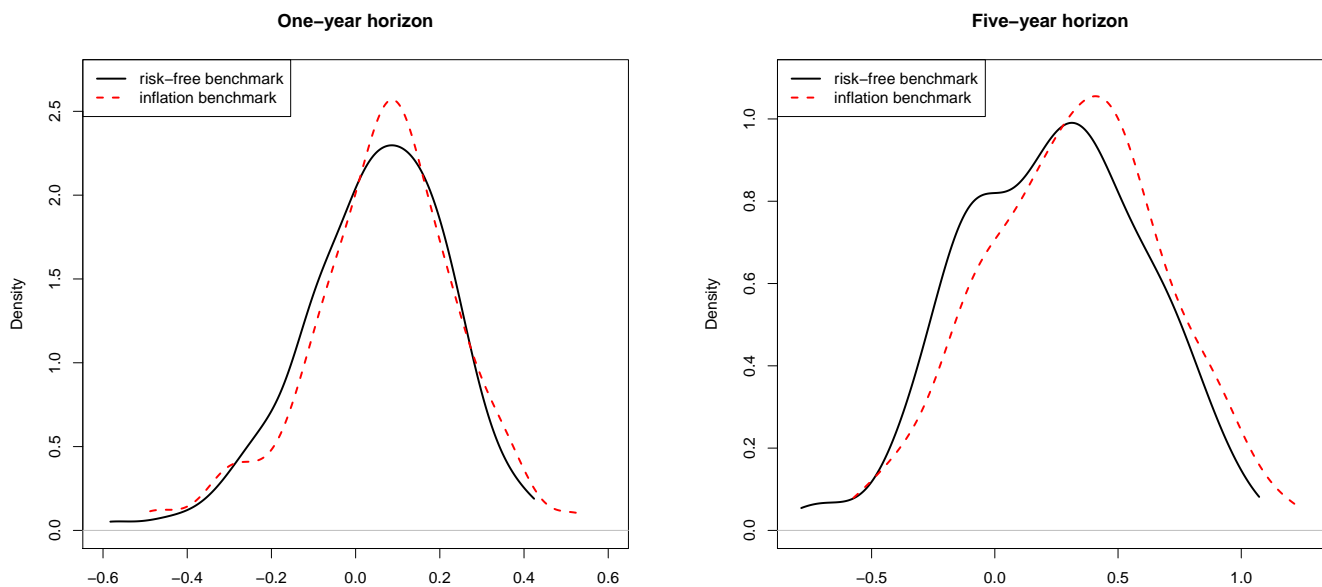 One−year horizon
risk−free benchmark
inflation benchmark
Density
0.0
0.5
1.0
1.5
2.0
2.5
−0.6 −0.4 −0.2 0.0 0.2 0.4 0.6
Five−year horizon
risk−free benchmark
inflation benchmark
Density
0.0
0.2
0.4
0.6
0.8
1.0
−0.5 0.0 0.5 1.0